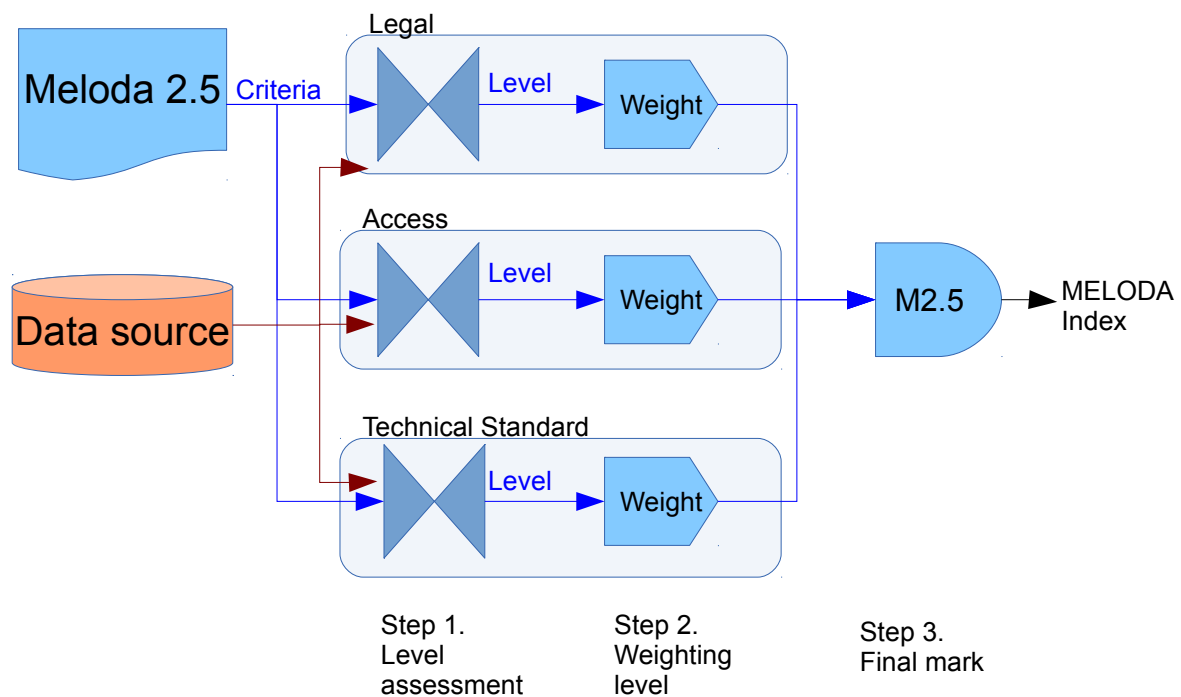 Legal
Meloda 2.5
Criteria
Level
Weight
Access
Level
Weight
Data source
M2.5
MELODA
Index
Technical Standard
Level
Weight
Step 1.
Level
assessment
Step 2.
Weighting
level
Step 3.
Final mark